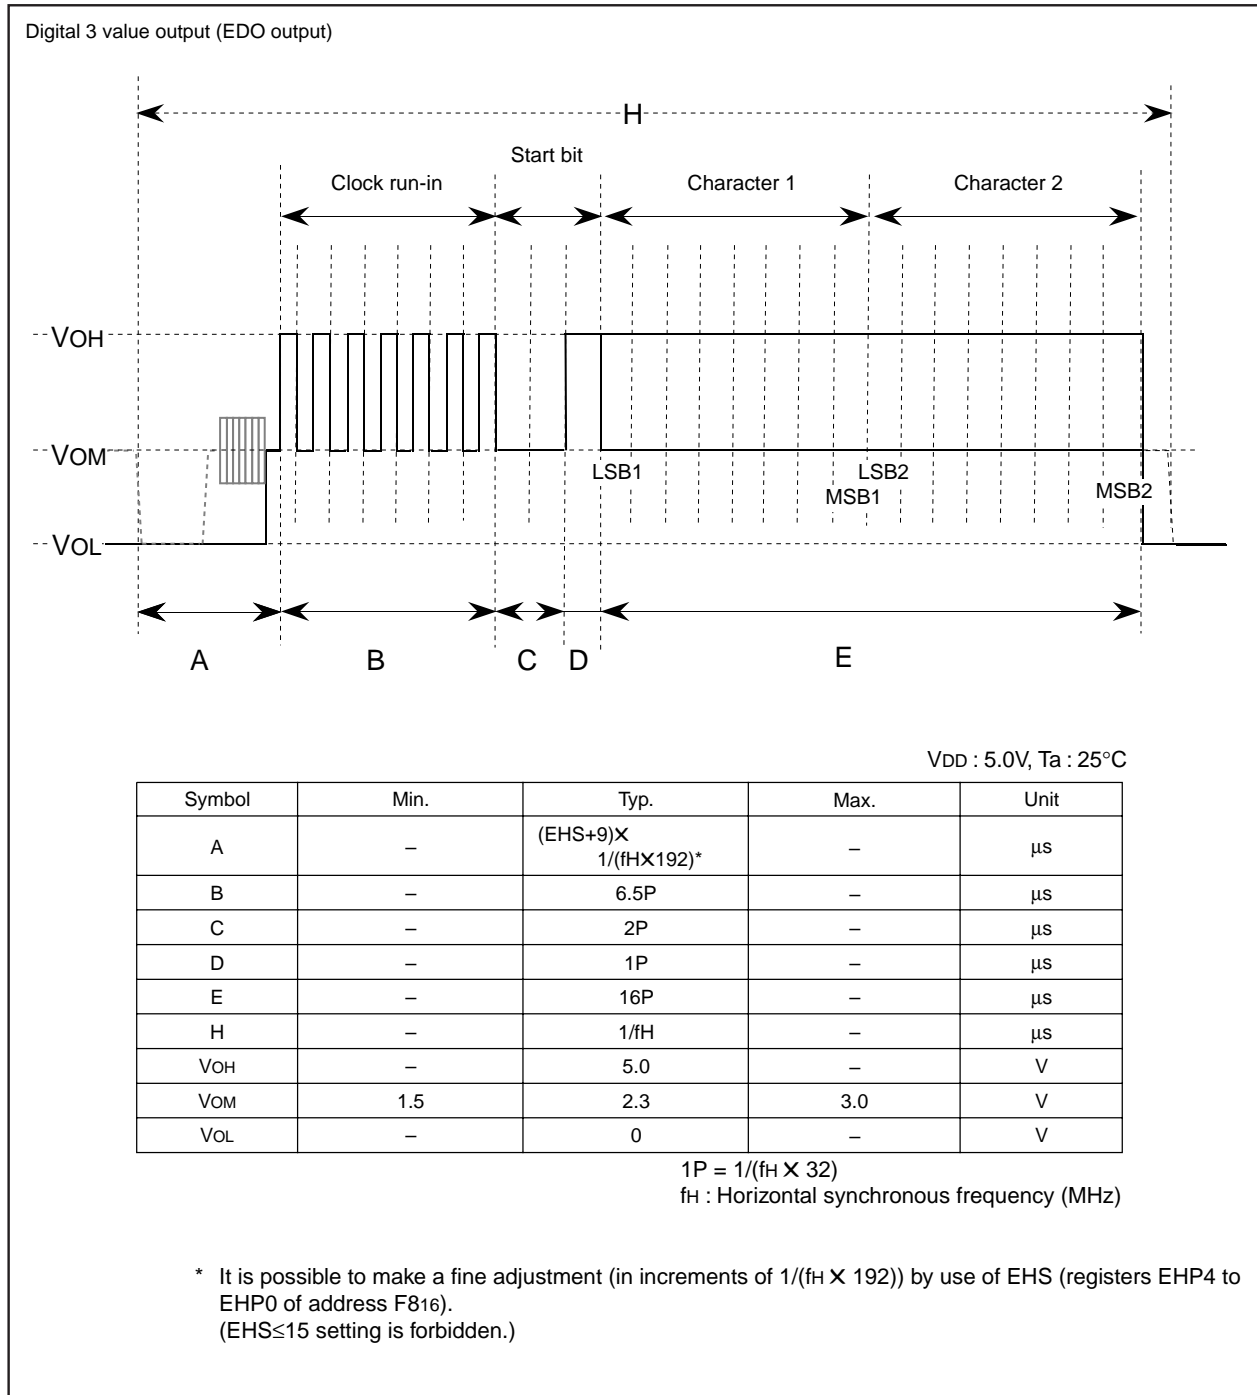 Digital 3 value output (EDO output)
H
Start bit
Clock run-in
Character 1
Character 2
VOH
VOM
LSB1
LSB2
MSB1
MSB2
VOL
A
B
C
D
E
VDD : 5.0V, Ta : 25°C
Symbol Min. Typ. Max. Unit
A – (EHS+9)×
1/(fH×192)* – μs
B – 6.5P – μs
C – 2P – μs
D – 1P – μs
E – 16P – μs
H – 1/fH – μs
VOH – 5.0 – V
VOM 1.5 2.3 3.0 V
VOL – 0 – V
1P = 1/(fH × 32)
fH : Horizontal synchronous frequency (MHz)
* It is possible to make a fine adjustment (in increments of 1/(fH × 192)) by use of EHS (registers EHP4 to
EHP0 of address F816).
(EHS≤15 setting is forbidden.)